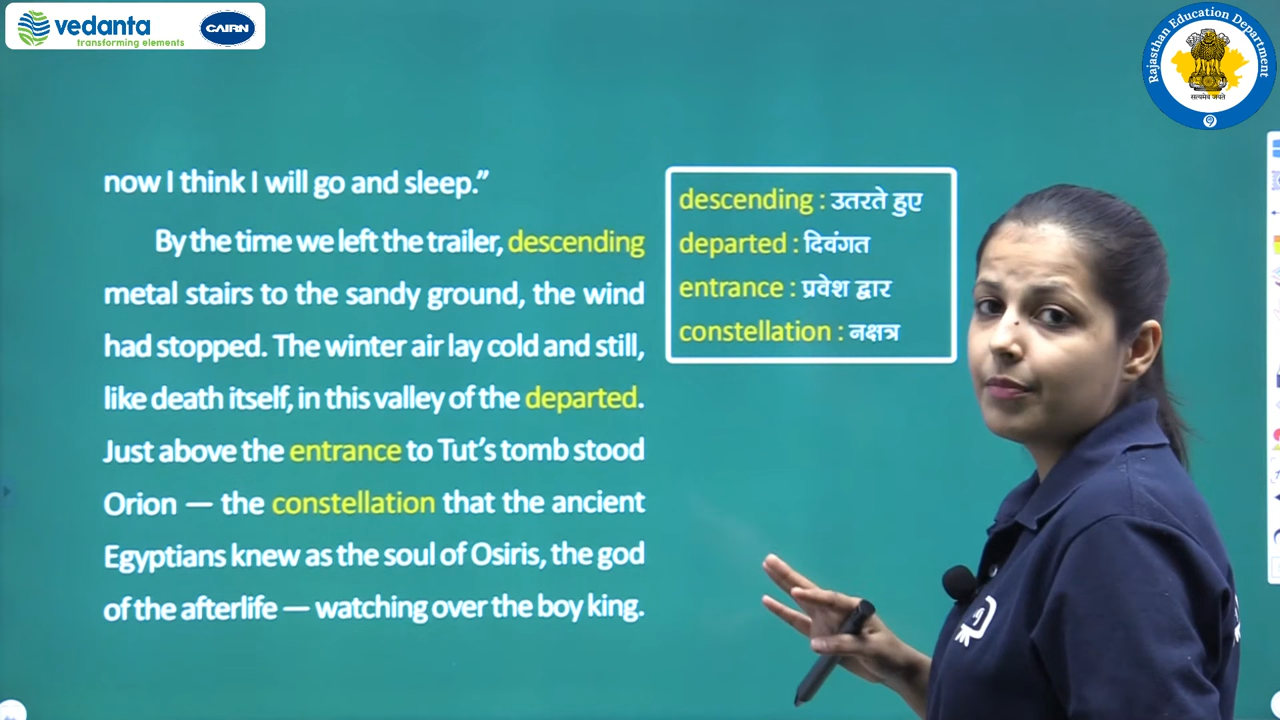 vedanta
transforming elements
CAIRN
Rajasthan Education Department
सत्यमेव जयते
now I think I will go and sleep.”
By the time we left the trailer, descending
metal stairs to the sandy ground, the wind
had stopped. The winter air lay cold and still,
like death itself, in this valley of the departed.
Just above the entrance to Tut’s tomb stood
Orion — the constellation that the ancient
Egyptians knew as the soul of Osiris, the god
of the afterlife — watching over the boy king.
descending : उतरते हुए
departed : दिवंगत
entrance : प्रवेश द्वार
constellation : नक्षत्र